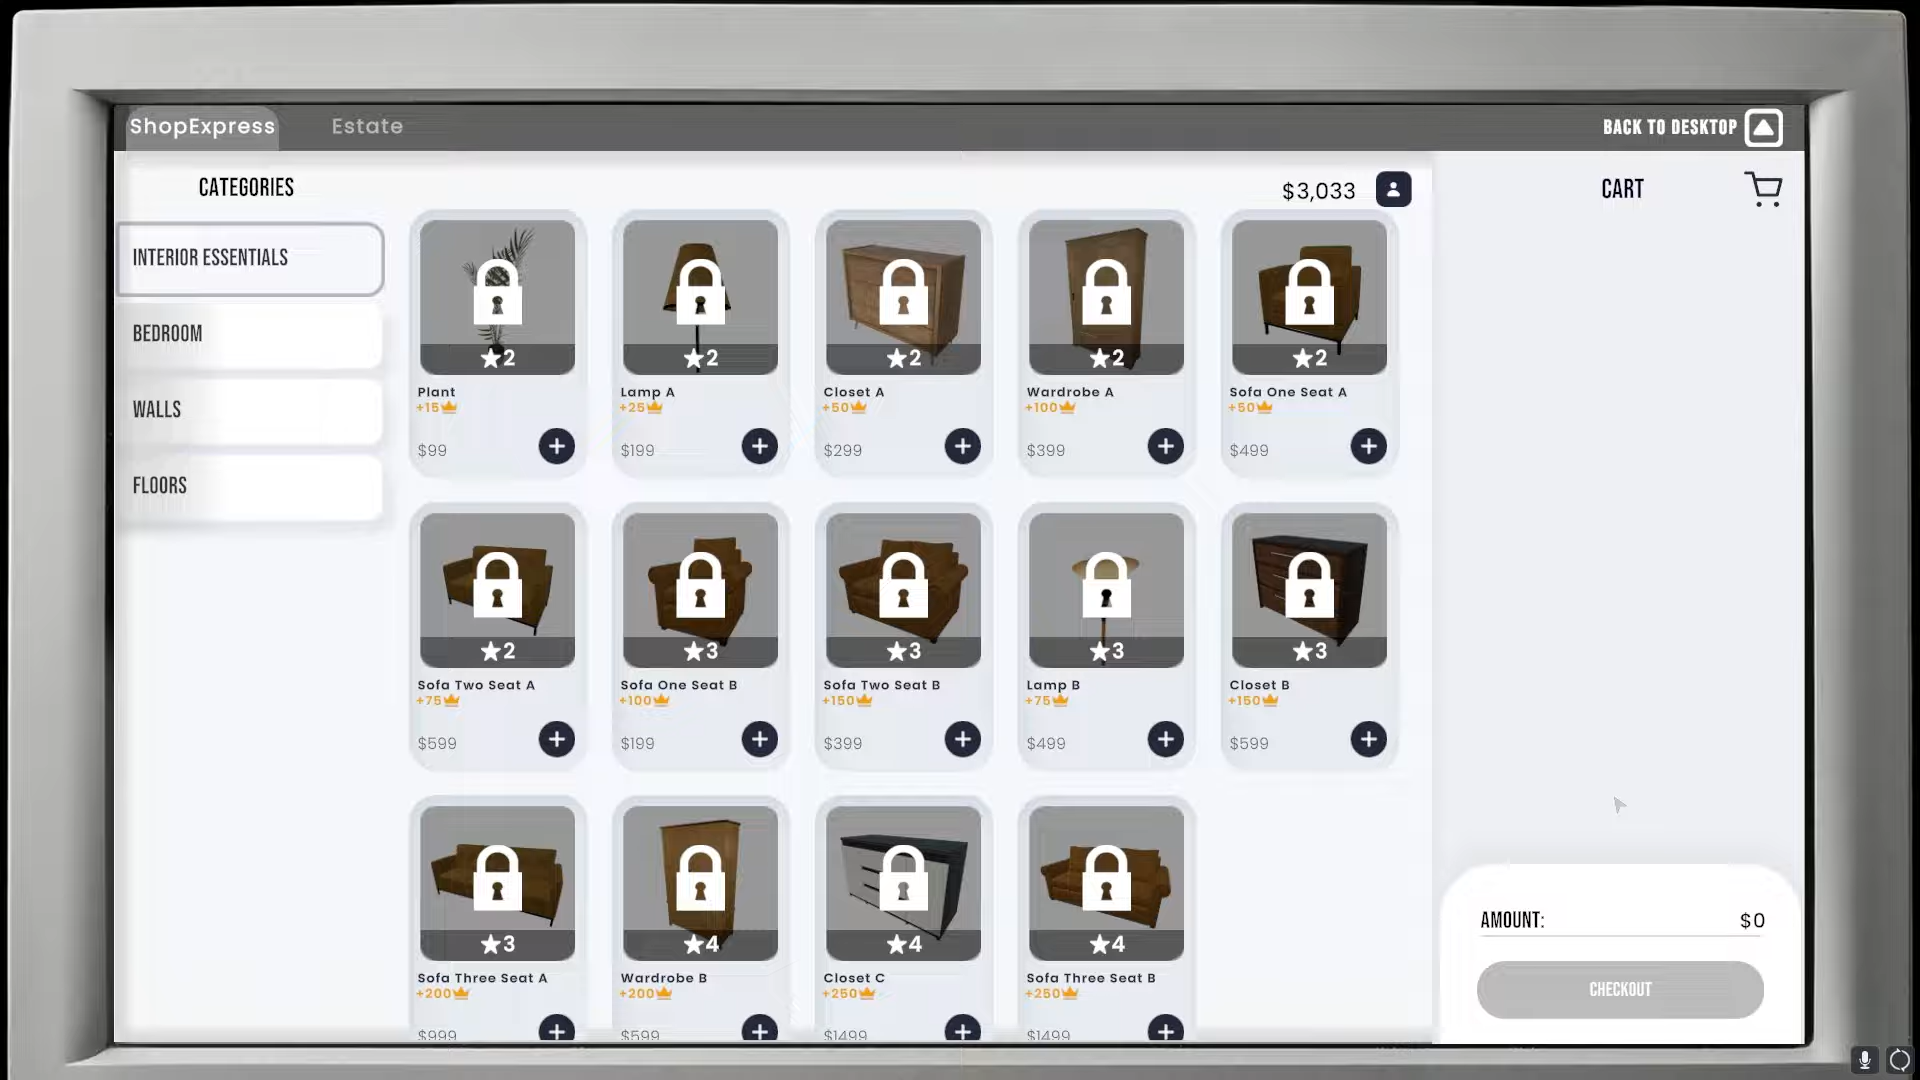 ShopExpress Estate BACK TO DESKTOP
CATEGORIES
$3,033
CART
INTERIOR ESSENTIALS
BEDROOM
WALLS
FLOORS
2 2 2 2 2
Plant Lamp A Closet A Wardrobe A Sofa One Seat A
+15 +25 +50 +100 +50
$99 $199 $299 $399 $499
2 3 3 3 3
Sofa Two Seat A Sofa One Seat B Sofa Two Seat B Lamp B Closet B
+75 +100 +150 +75 +150
$599 $199 $399 $499 $599
3 4 4 4
Sofa Three Seat A Wardrobe B Closet C Sofa Three Seat B
+200 +200 +250 +250
$999 $599 $1499 $1499
AMOUNT: $0
CHECKOUT